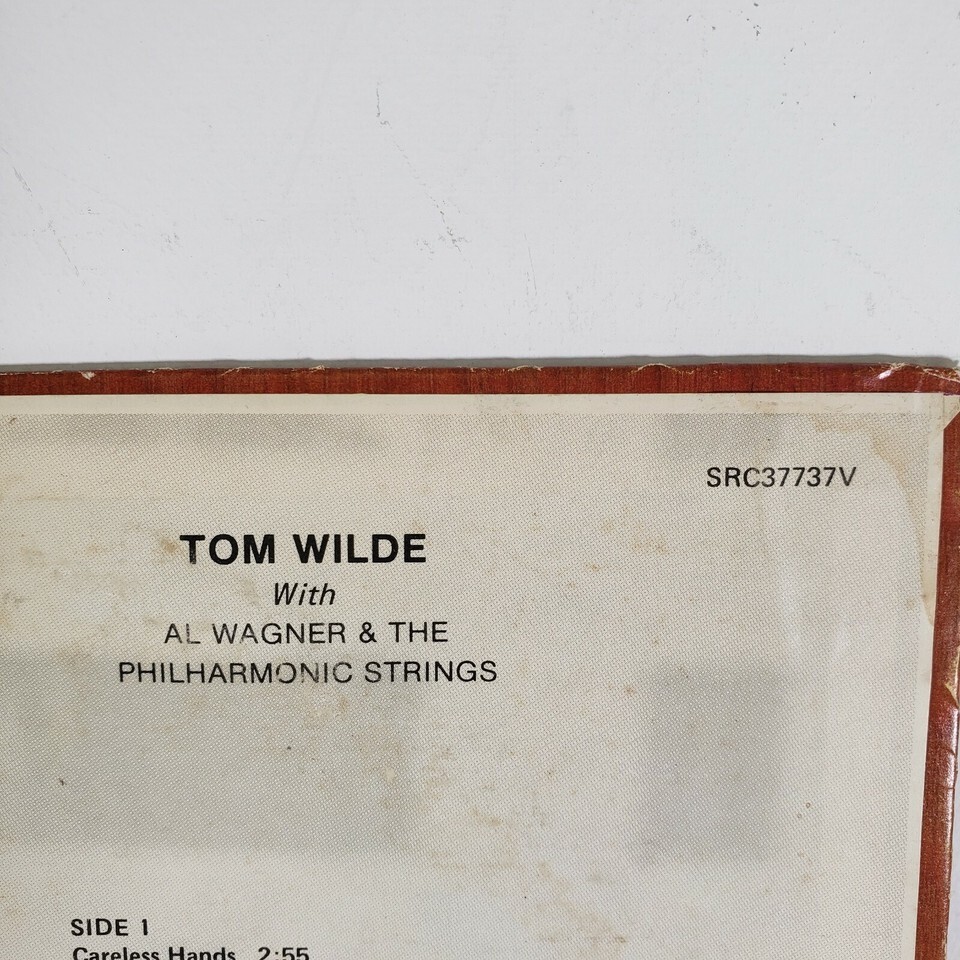 SRC37737V
TOM WILDE
With
AL WAGNER & THE
PHILHARMONIC STRINGS
SIDE 1
Careless Hands 2:55